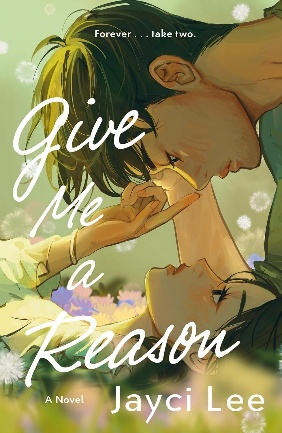 Forever . . . take two.
Give
Me
a
Reason
A Novel
Jayci Lee